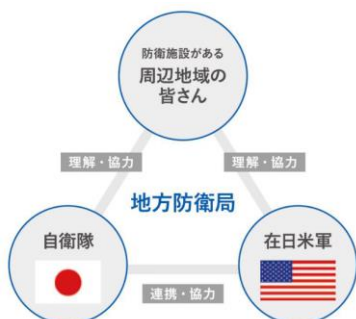 防衛施設がある
周辺地域の
皆さん
理解・協力
理解・協力
地方防衛局
自衛隊
在日米軍
連携・協力